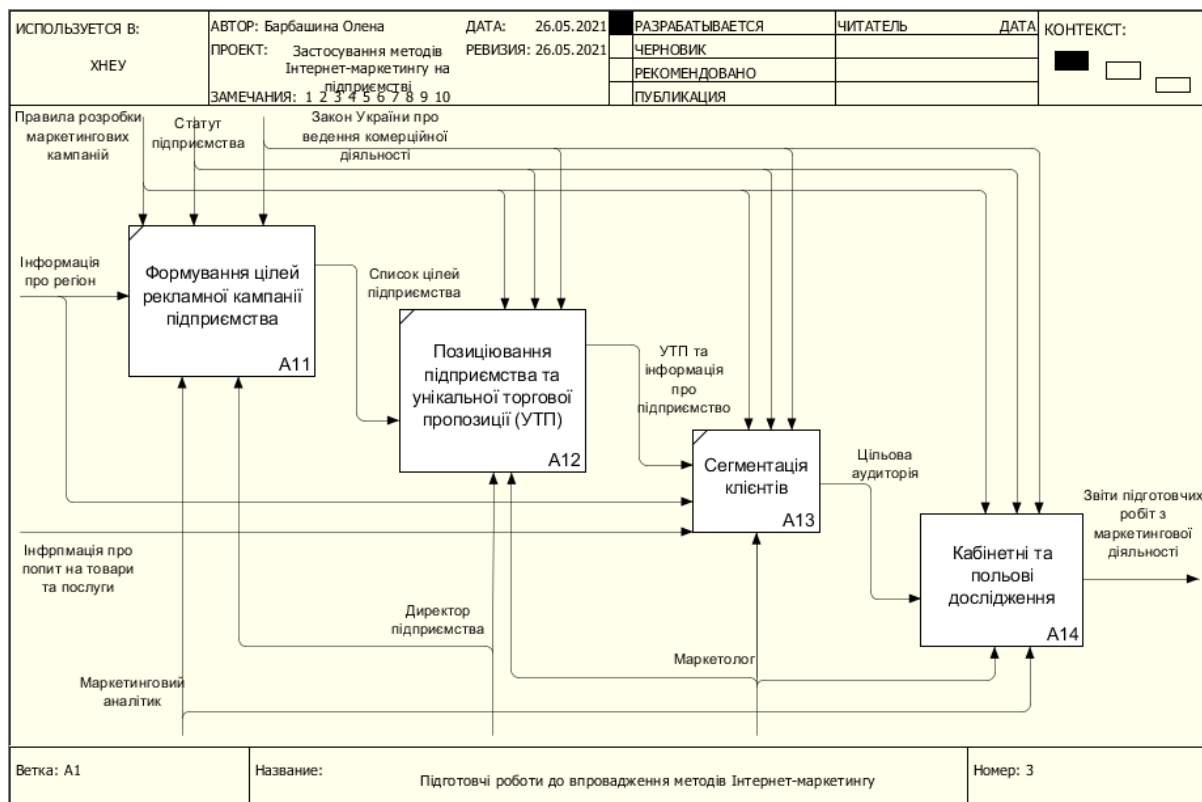 ИСПОЛЬЗУЕТСЯ В:
ХНЕУ
АВТОР: Барбашина Олена
ДАТА: 26.05.2021
ПРОЕКТ: Застосування методів
Інтернет-маркетингу на
підприємстві
РЕВИЗИЯ: 26.05.2021
ЗАМЕЧАНИЯ: 1 2 3 4 5 6 7 8 9 10
РАЗРАБАТЫВАЕТСЯ
ЧЕРНОВИК
РЕКОМЕНДОВАНО
ПУБЛИКАЦИЯ
ЧИТАТЕЛЬ ДАТА
КОНТЕКСТ:
Правила розробки
маркетингових
кампаній
Статут
підприємства
Закон України про
ведення комерційної
діяльності
Інформація
про регіон
Формування цілей
рекламної кампанії
підприємства
A11
Список цілей
підприємства
Позиціювання
підприємства та
унікальної торгової
пропозиції (УТП)
A12
УТП та
інформація
про
підприємство
Сегментація
клієнтів
A13
Цільова
аудиторія
Кабінетні та
польові
дослідження
A14
Звіти підготовчих
робіт з
маркетингової
діяльності
Інфрпмація про
попит на товари
та послуги
Директор
підприємства
Маркетолог
Маркетинговий
аналітик
Ветка: A1
Название:
Підготовчі роботи до впровадження методів Інтернет-маркетингу
Номер: 3